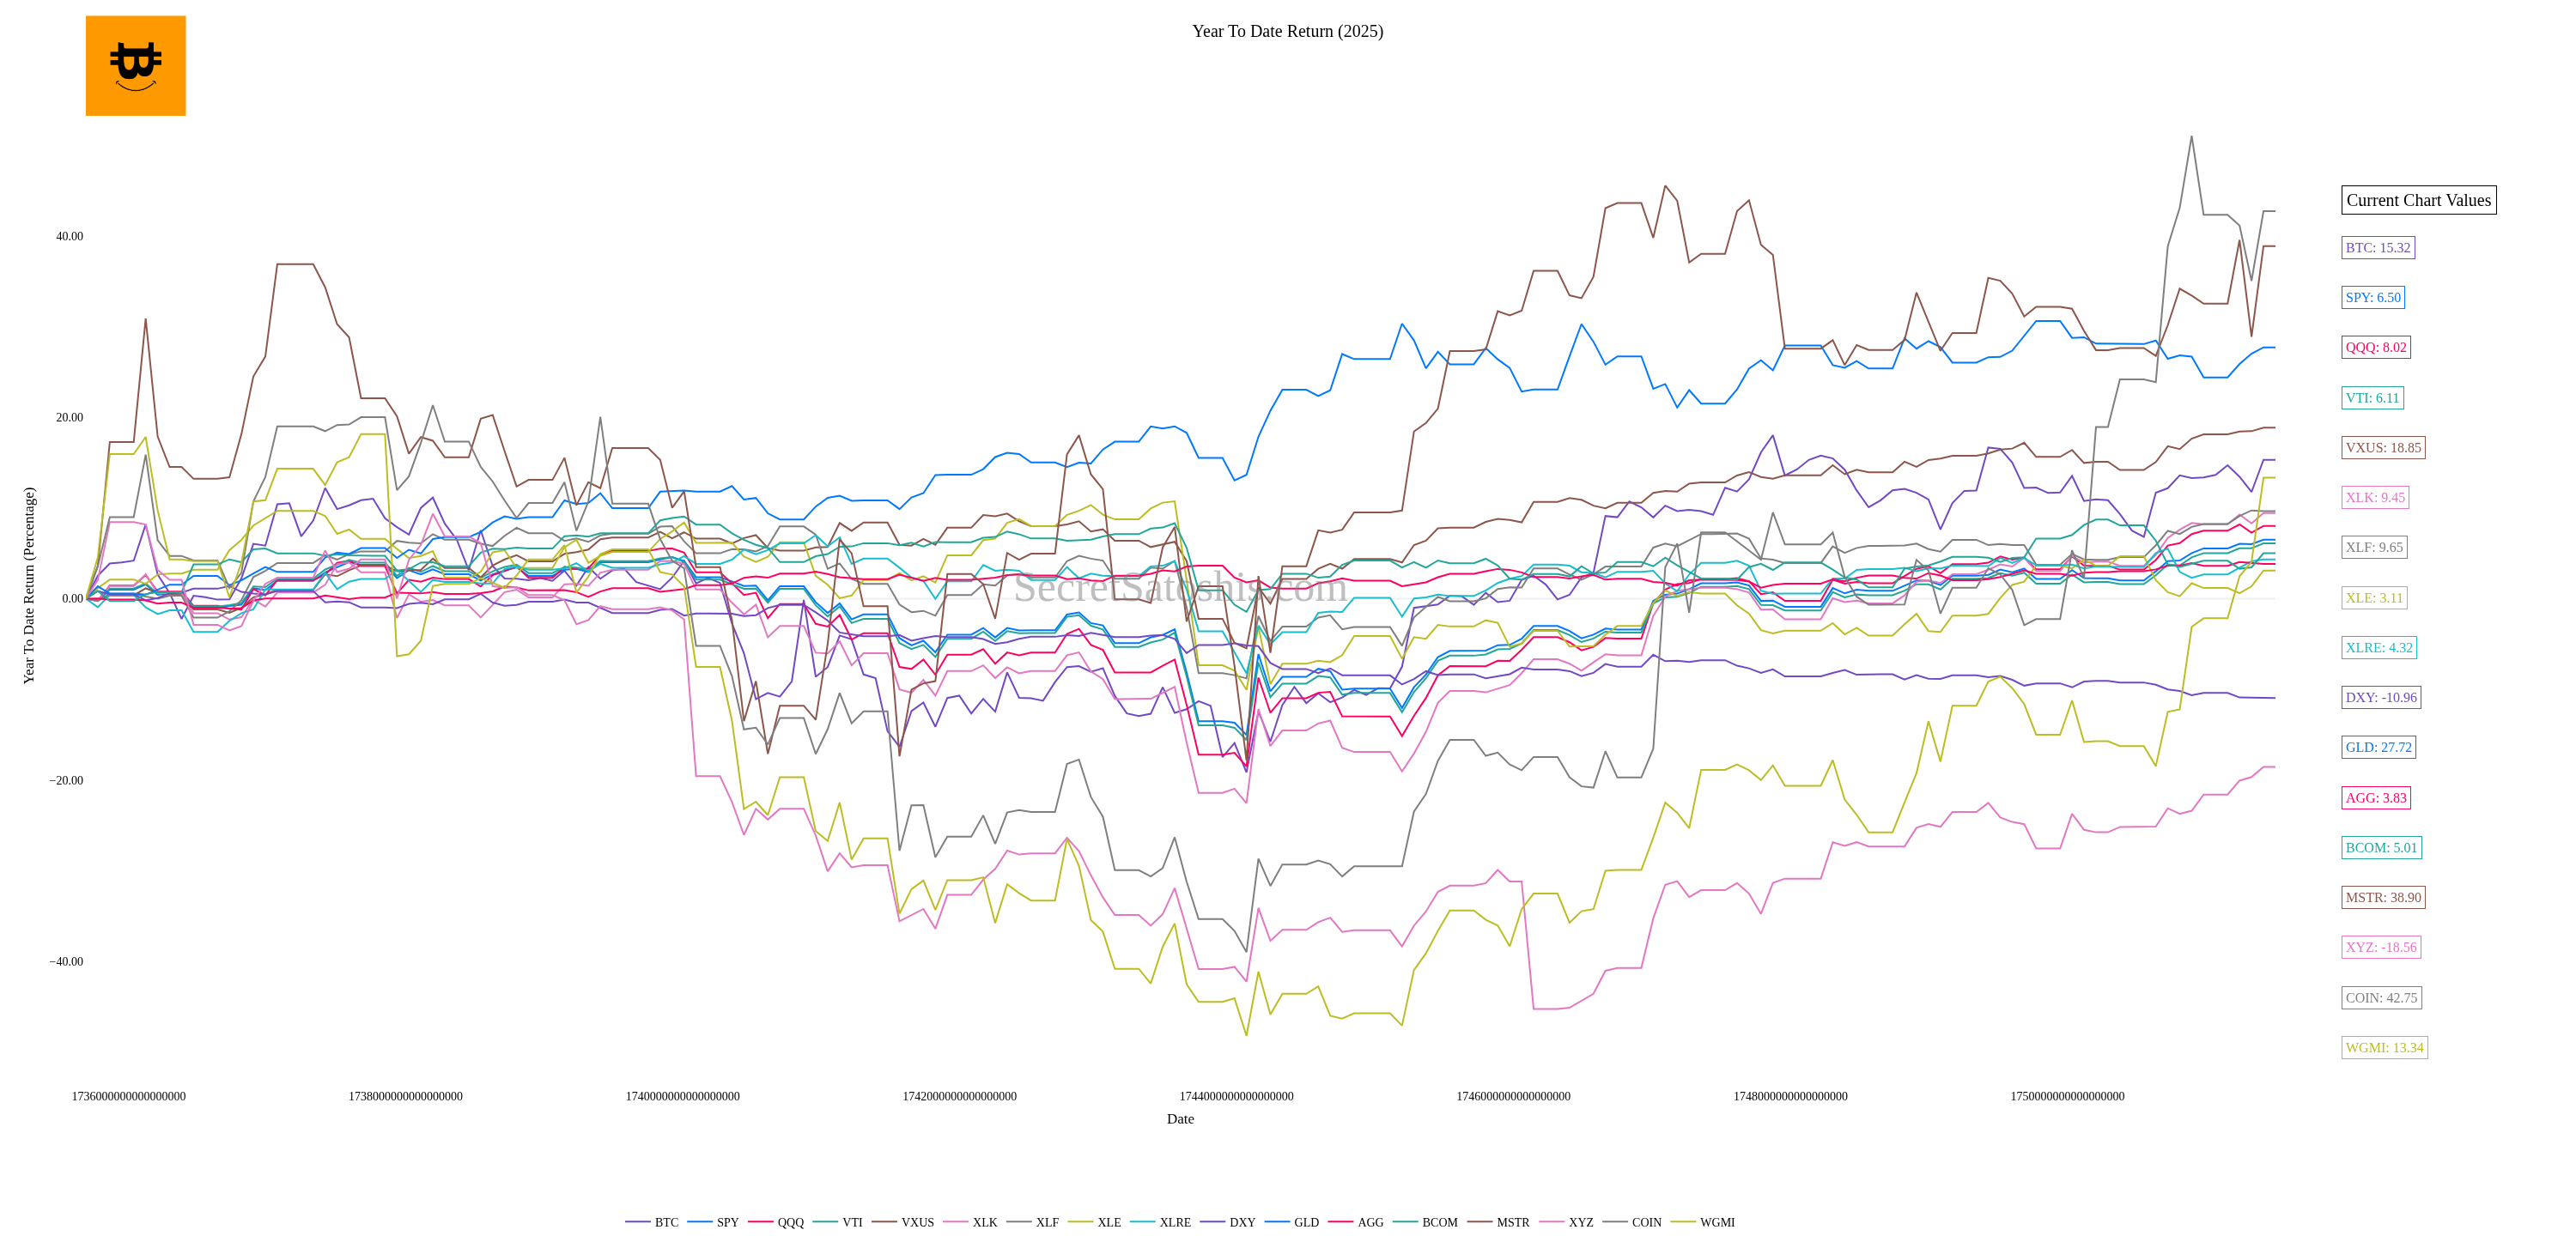 Year To Date Return (2025)
Current Chart Values
BTC: 15.32
SPY: 6.50
QQQ: 8.02
VTI: 6.11
VXUS: 18.85
XLK: 9.45
XLF: 9.65
XLE: 3.11
XLRE: 4.32
DXY: -10.96
GLD: 27.72
AGG: 3.83
BCOM: 5.01
MSTR: 38.90
XYZ: -18.56
COIN: 42.75
WGMI: 13.34
Year To Date Return (Percentage)
40.00
20.00
0.00
−20.00
−40.00
SecretSatoshis.com
1736000000000000000 1738000000000000000 1740000000000000000 1742000000000000000 1744000000000000000 1746000000000000000 1748000000000000000 1750000000000000000
Date
BTC SPY QQQ VTI VXUS XLK XLF XLE XLRE DXY GLD AGG BCOM MSTR XYZ COIN WGMI